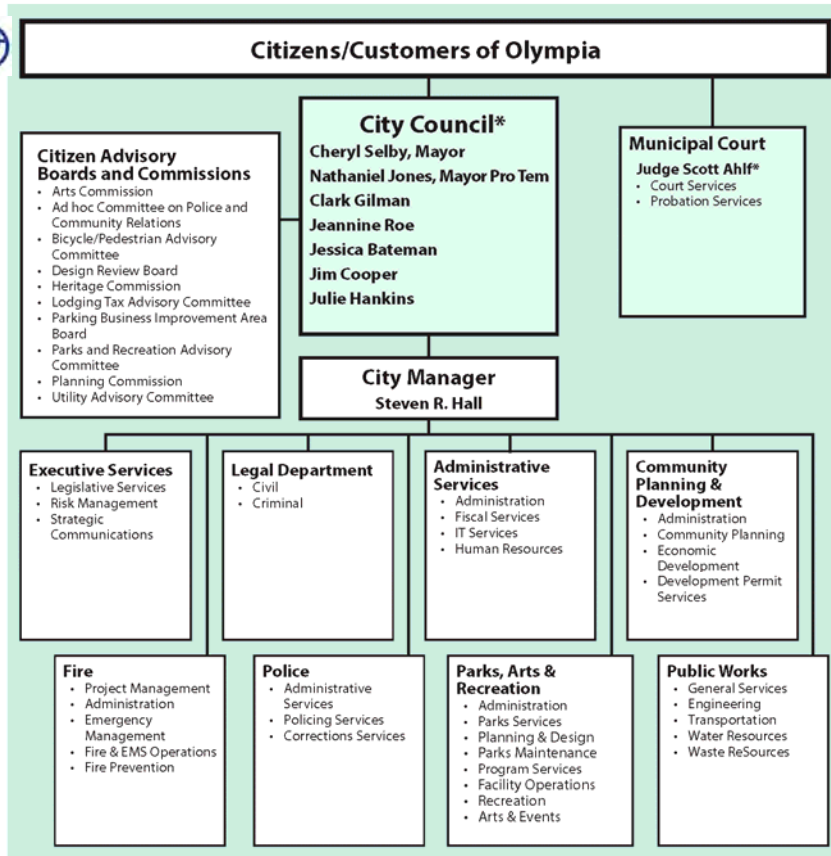 Citizens/Customers of Olympia
City Council*
Cheryl Selby, Mayor
Nathaniel Jones, Mayor Pro Tem
Clark Gilman
Jeannine Roe
Jessica Bateman
Jim Cooper
Julie Hankins
Municipal Court
Judge Scott Ahlf*
• Court Services
• Probation Services
Citizen Advisory
Boards and Commissions
• Arts Commission
• Ad hoc Committee on Police and
Community Relations
• Bicycle/Pedestrian Advisory
Committee
• Design Review Board
• Heritage Commission
• Lodging Tax Advisory Committee
• Parking Business Improvement Area
Board
• Parks and Recreation Advisory
Committee
• Planning Commission
• Utility Advisory Committee
City Manager
Steven R. Hall
Executive Services
• Legislative Services
• Risk Management
• Strategic
Communications
Legal Department
• Civil
• Criminal
Administrative
Services
• Administration
• Fiscal Services
• IT Services
• Human Resources
Community
Planning &
Development
• Administration
• Community Planning
• Economic
Development
• Development Permit
Services
Fire
• Project Management
• Administration
• Emergency
Management
• Fire & EMS Operations
• Fire Prevention
Police
• Administrative
Services
• Policing Services
• Corrections Services
Parks, Arts &
Recreation
• Administration
• Parks Services
• Planning & Design
• Parks Maintenance
• Program Services
• Facility Operations
• Recreation
• Arts & Events
Public Works
• General Services
• Engineering
• Transportation
• Water Resources
• Waste ReSources